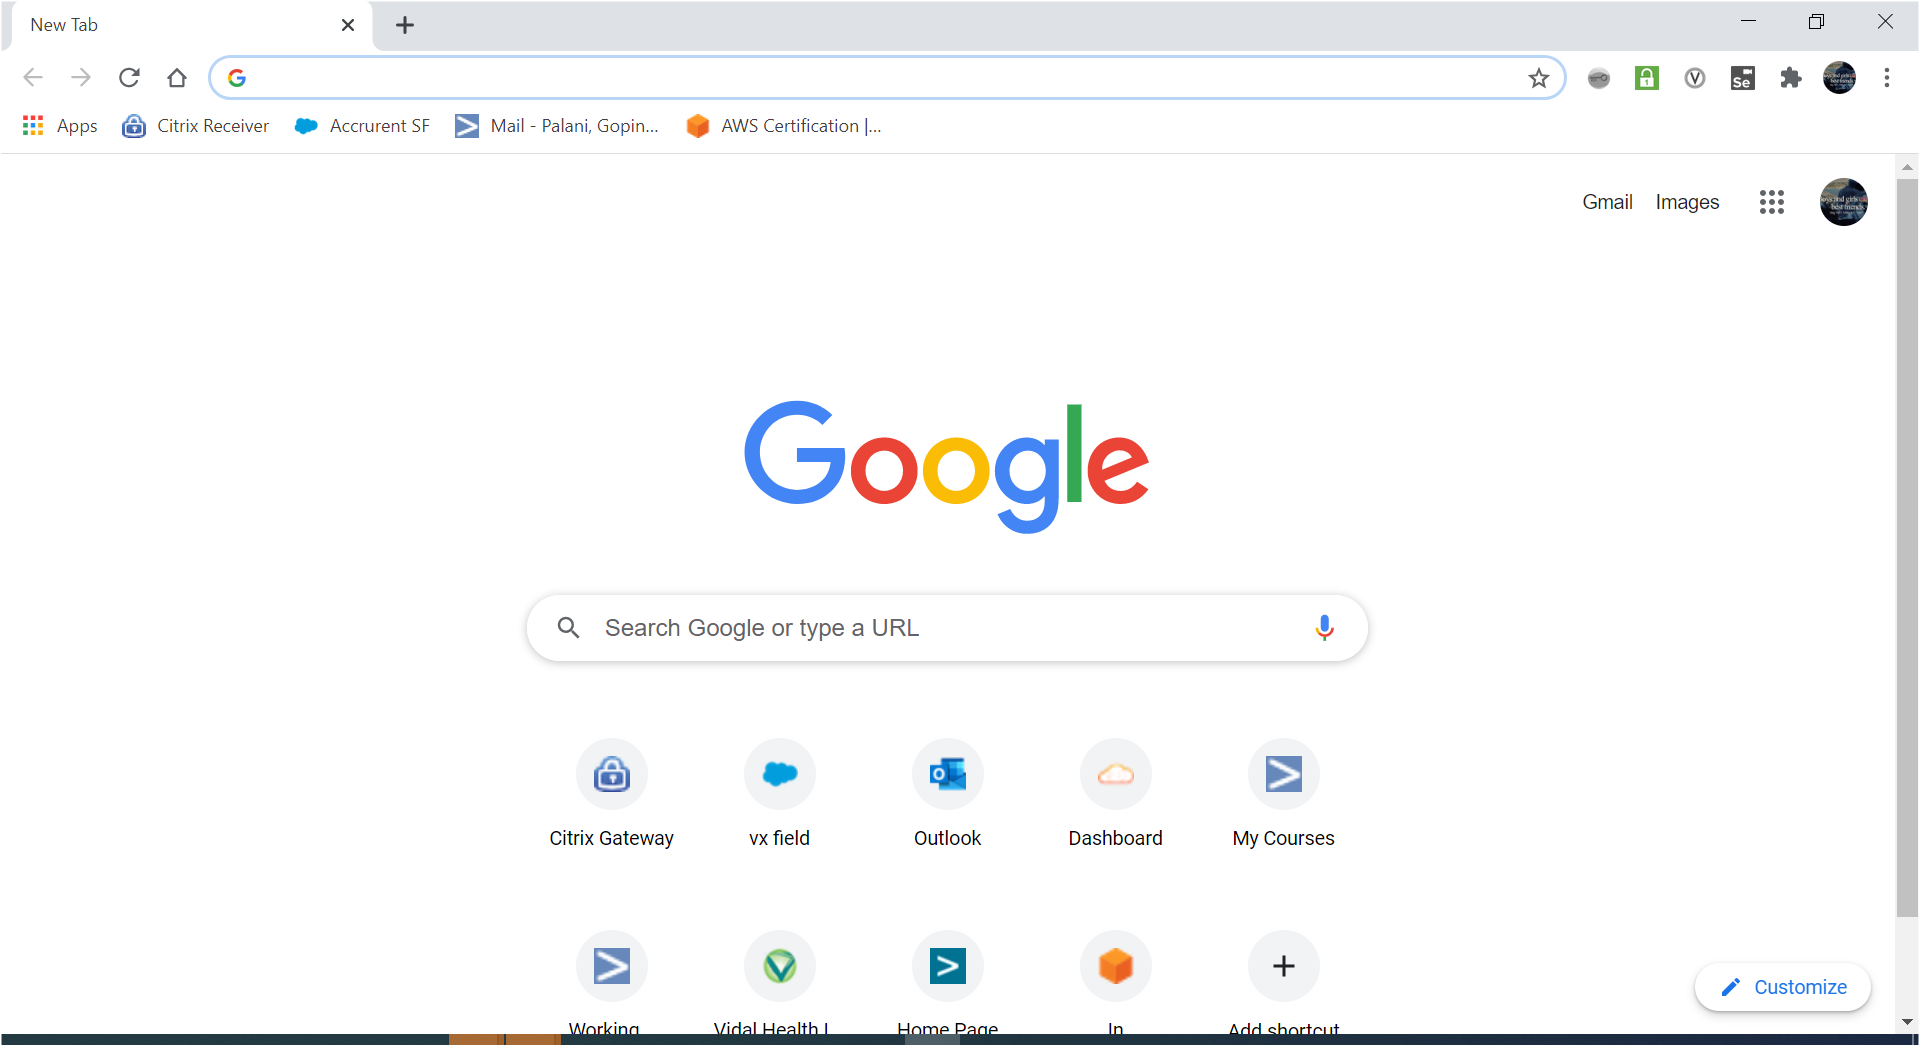 New Tab
Apps Citrix Receiver Accrurent SF Mail - Palani, Gopin... AWS Certification |...
Gmail Images
Google
Search Google or type a URL
Citrix Gateway vx field Outlook Dashboard My Courses
Working Vidal Health I Home Page In Add shortcut
Customize